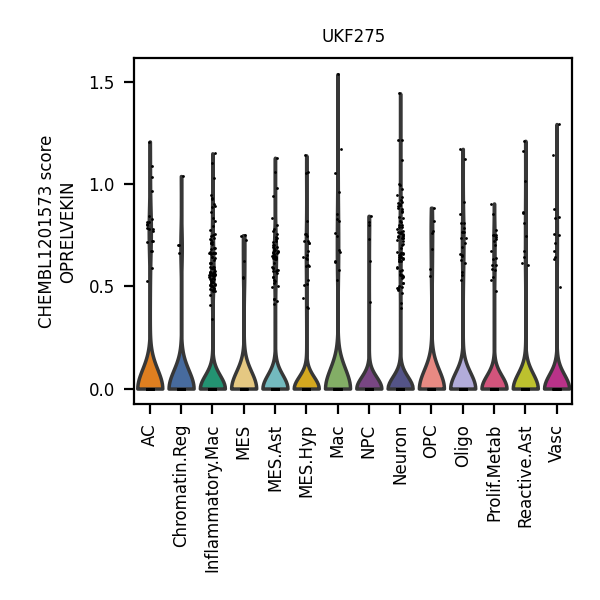 UKF275
CHEMBL1201573 score
OPRELVEKIN
1.5
1.0
0.5
0.0
AC
Chromatin.Reg
Inflammatory.Mac
MES
MES.Ast
MES.Hyp
Mac
NPC
Neuron
OPC
Oligo
Prolif.Metab
Reactive.Ast
Vasc